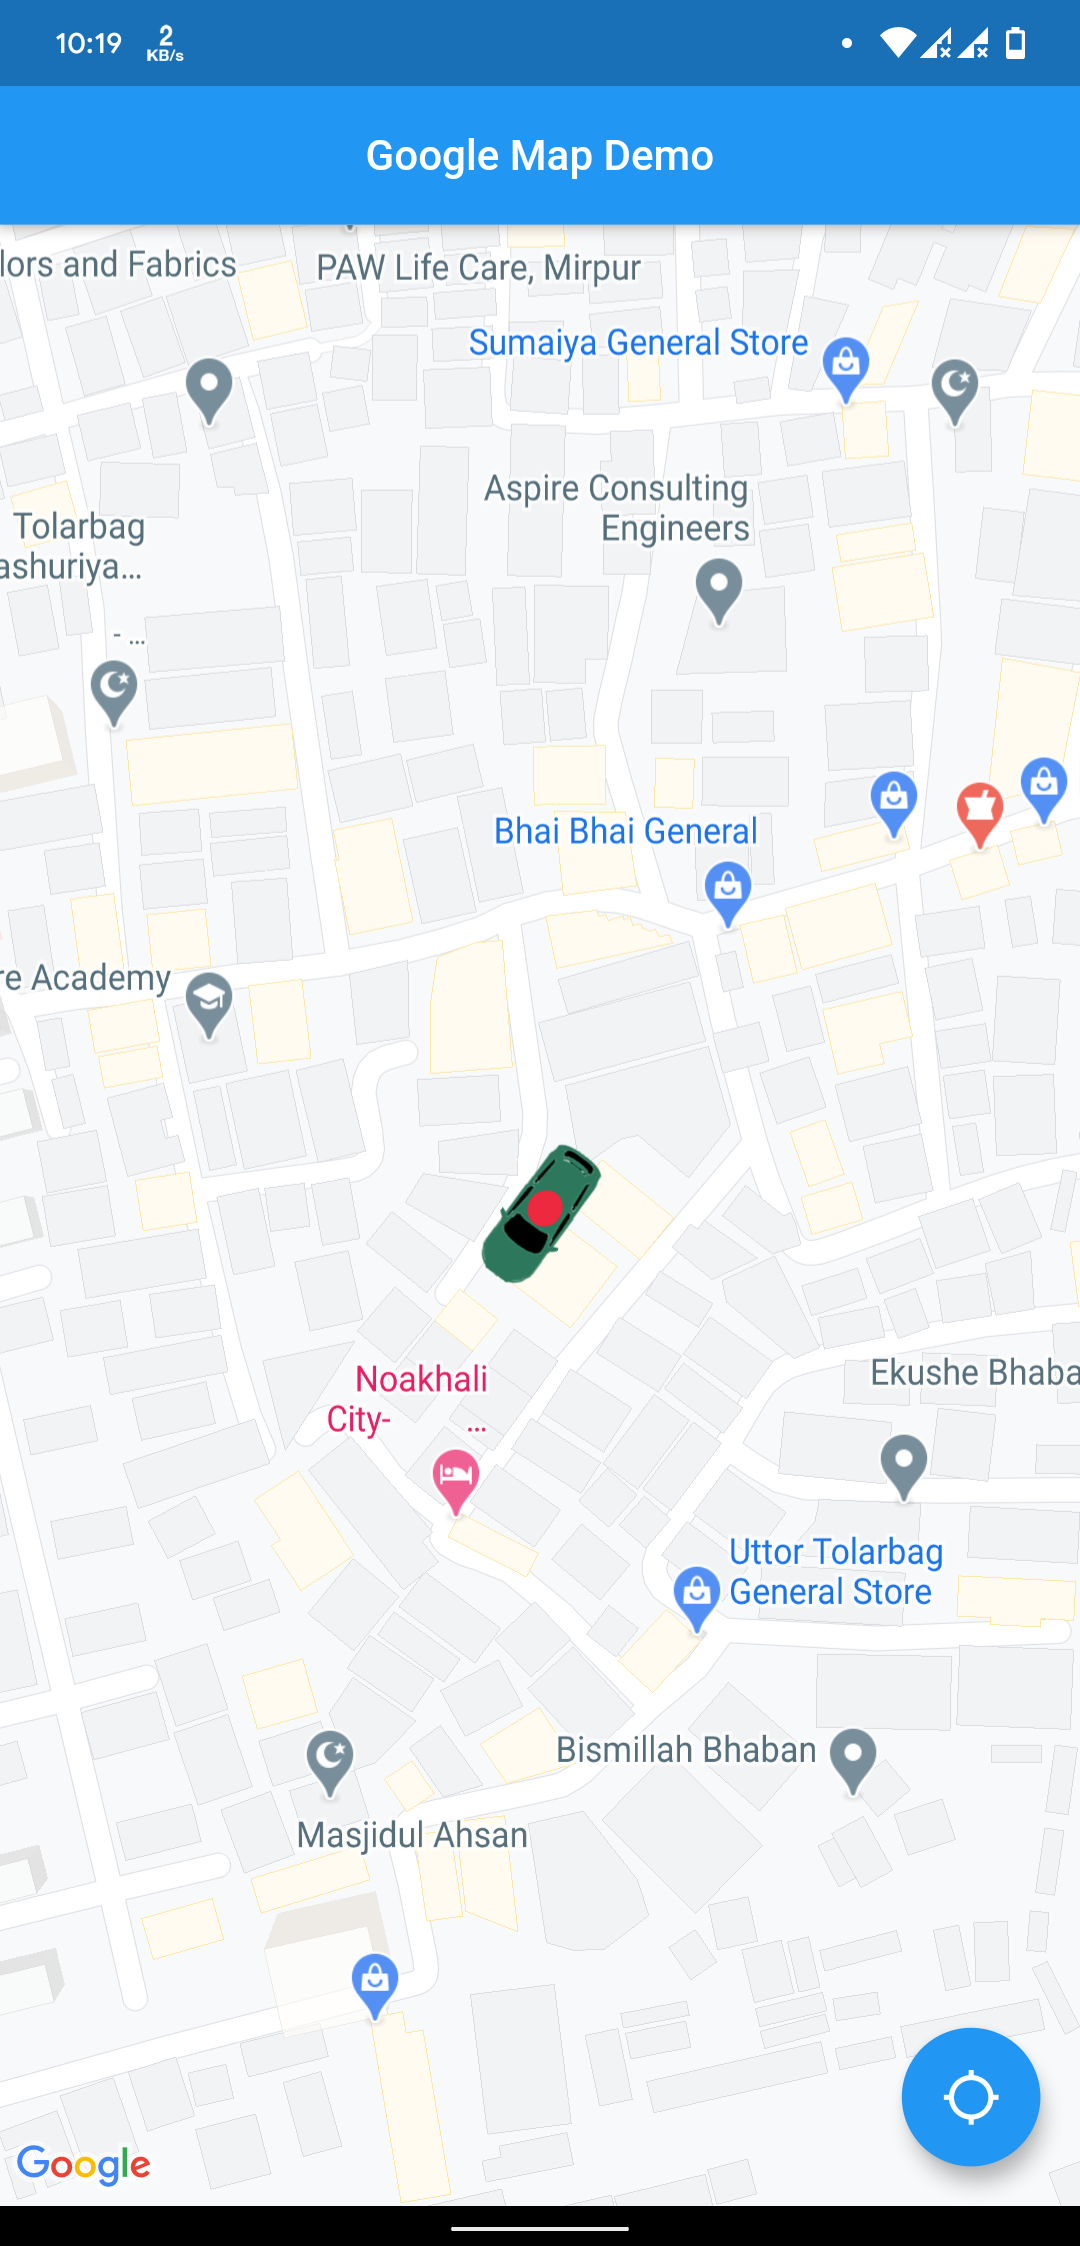 10:19
2
KB/s
Google Map Demo
lors and Fabrics
PAW Life Care, Mirpur
Sumaiya General Store
Aspire Consulting
Engineers
Tolarbag
ashuriya...
- ...
Bhai Bhai General
re Academy
Noakhali
City- ...
Ekushe Bhaba
Uttor Tolarbag
General Store
Bismillah Bhaban
Masjidul Ahsan
Google